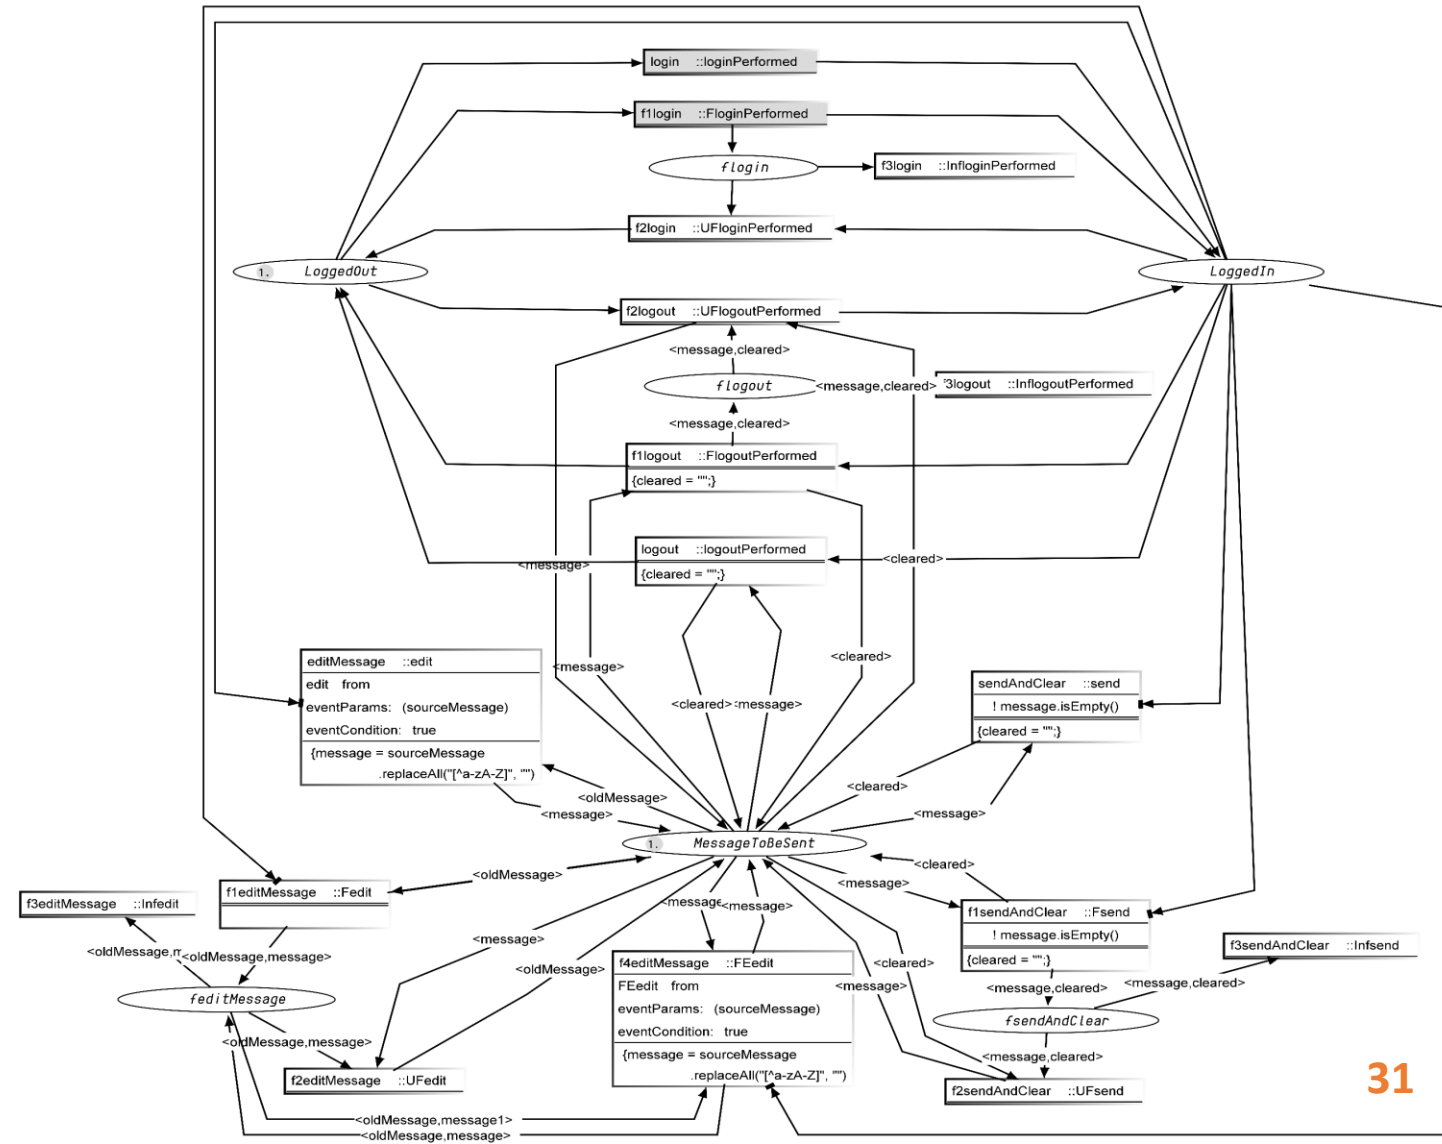 login ::loginPerformed
f1login ::FloginPerformed
flogin
f3login ::InfloginPerformed
f2login ::UFloginPerformed
1. LoggedOut
LoggedIn
f2logout ::UFlogoutPerformed
<message,cleared>
flogout
<message,cleared>
3logout ::InflogoutPerformed
<message,cleared>
f1logout ::FlogoutPerformed
{cleared = "";}
logout ::logoutPerformed
{cleared = "";}
<cleared>
<message>
<cleared>
<message>
editMessage ::edit
edit from
eventParams: (sourceMessage)
eventCondition: true
{message = sourceMessage
.replaceAll("[^a-zA-Z]", "")
sendAndClear ::send
! message.isEmpty()
{cleared = "";}
<cleared>
<message>
<oldMessage>
<message>
<cleared>
<message>
1. MessageToBeSent
<oldMessage>
<cleared>
<message>
f3editMessage ::Infedit
f1editMessage ::Fedit
<message
<message>
f1sendAndClear ::Fsend
! message.isEmpty()
{cleared = "";}
<oldMessage,m
<oldMessage,message>
<message>
<oldMessage>
f4editMessage ::FEedit
FEedit from
eventParams: (sourceMessage)
eventCondition: true
{message = sourceMessage
.replaceAll("[^a-zA-Z]", "")
<cleared>
<message>
f3sendAndClear ::Infsend
<message,cleared>
<message,cleared>
feditMessage
fsendAndClear
<oldMessage,message>
<message,cleared>
f2editMessage ::UFedit
f2sendAndClear ::UFsend
<oldMessage,message1>
<oldMessage,message>
31